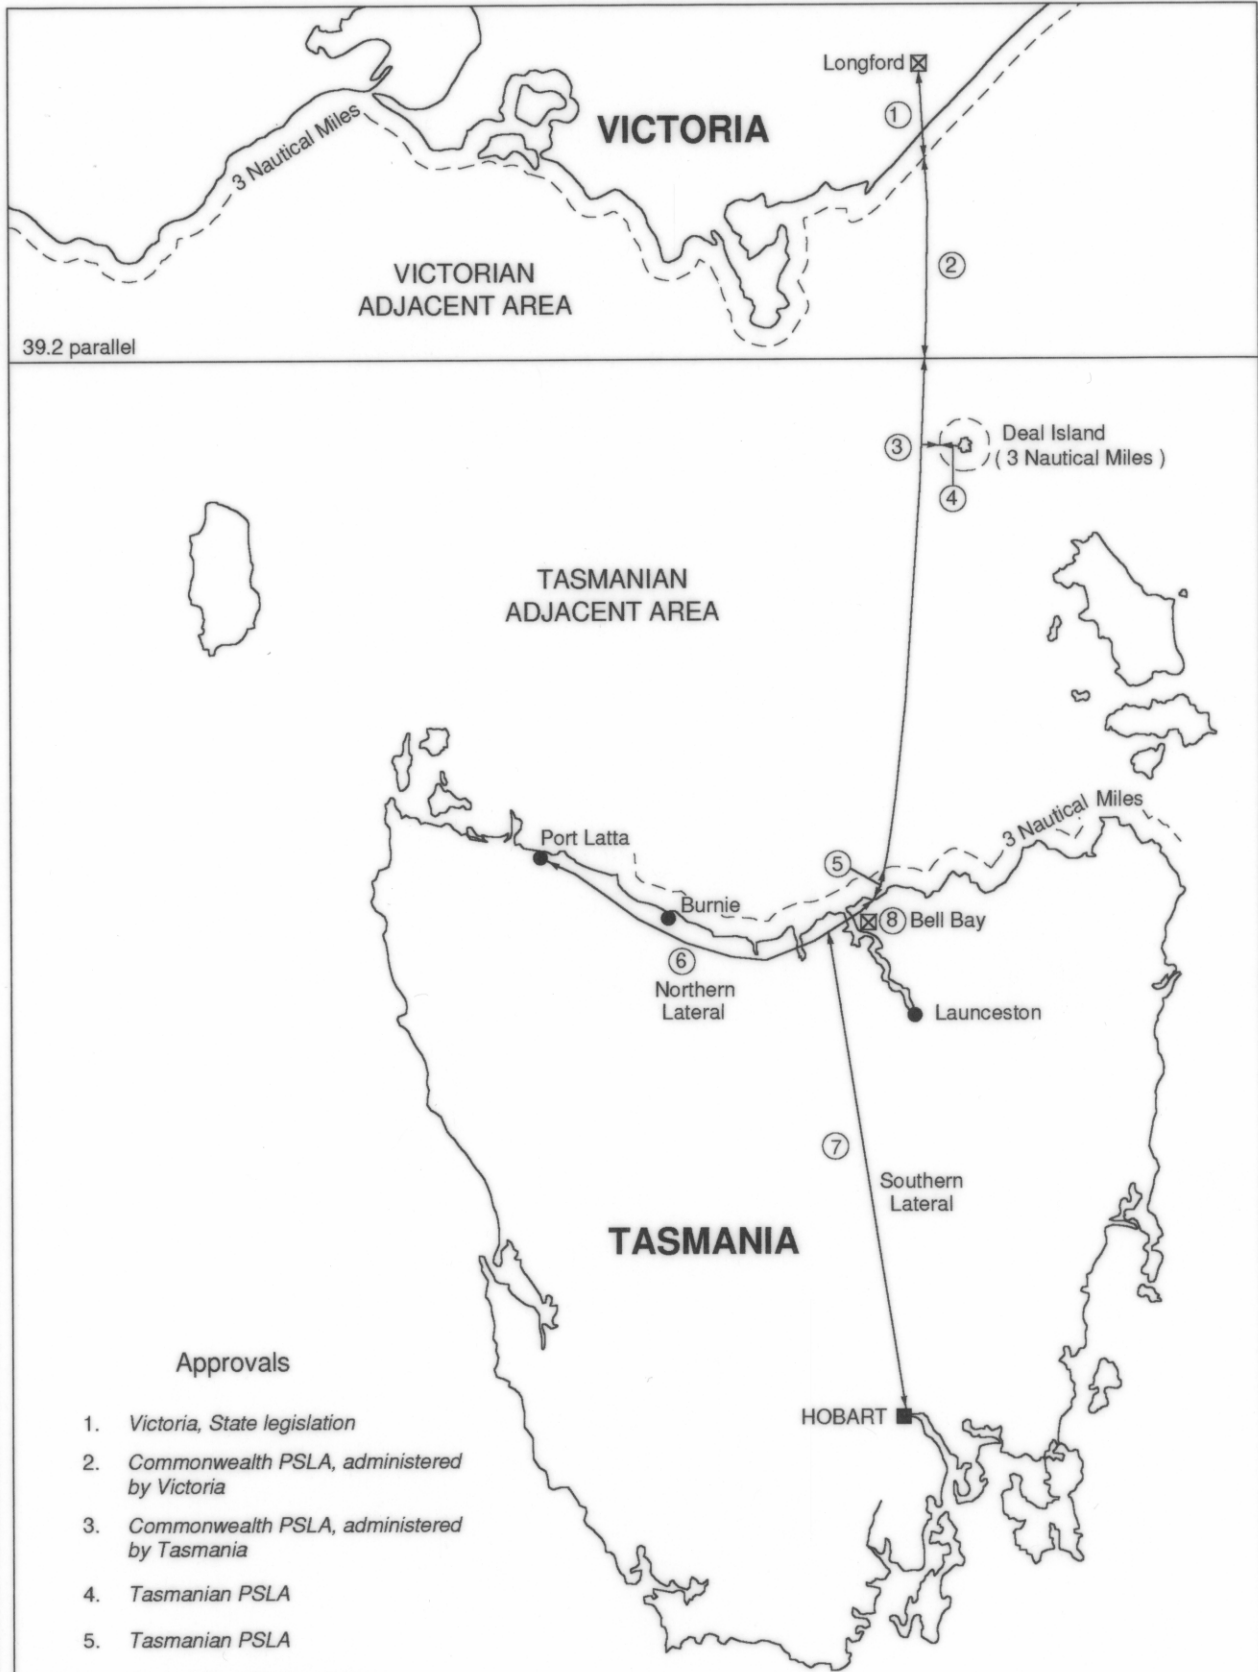 Longford
①
VICTORIA
3 Nautical Miles
②
VICTORIAN
ADJACENT AREA
39.2 parallel
③
Deal Island
( 3 Nautical Miles )
④
TASMANIAN
ADJACENT AREA
3 Nautical Miles
Port Latta
⑤
Burnie
⑧ Bell Bay
⑥
Northern
Lateral
Launceston
⑦
Southern
Lateral
TASMANIA
HOBART
Approvals
1. Victoria, State legislation
2. Commonwealth PSLA, administered
by Victoria
3. Commonwealth PSLA, administered
by Tasmania
4. Tasmanian PSLA
5. Tasmanian PSLA